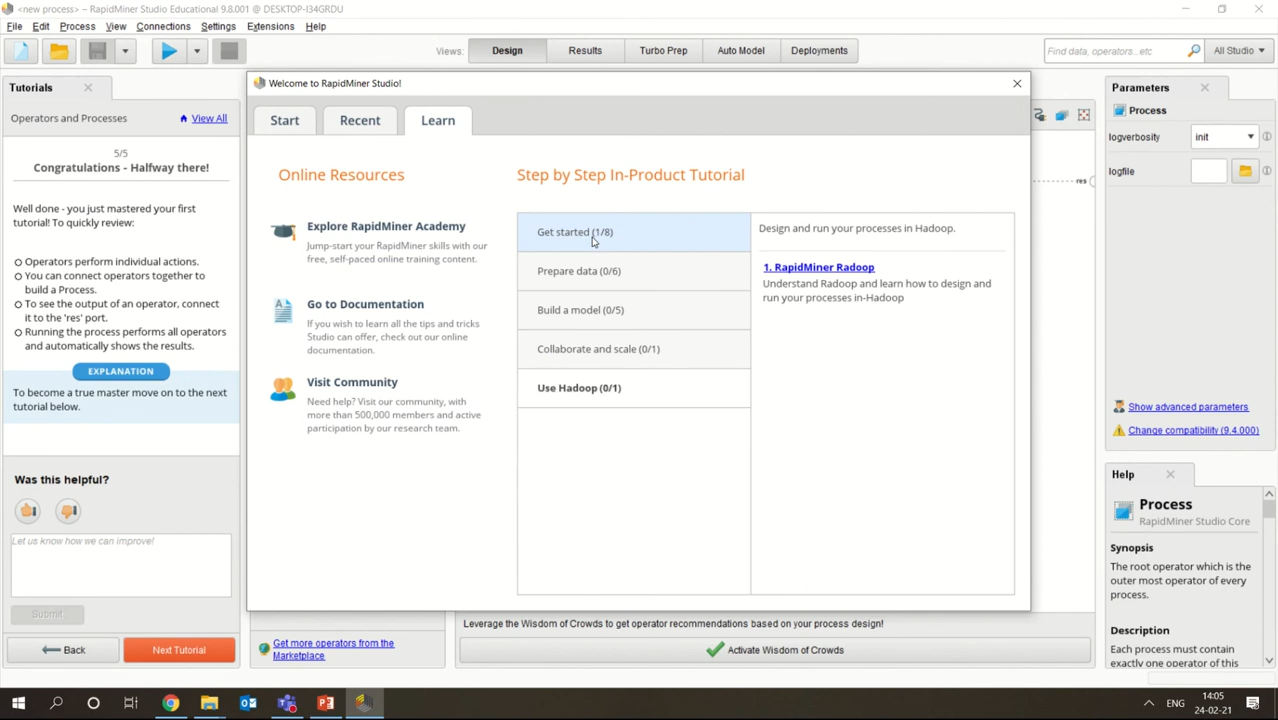 <new process> – RapidMiner Studio Educational 9.8.001 @ DESKTOP-I34GRDU
File Edit Process View Connections Settings Extensions Help
Views: Design Results Turbo Prep Auto Model Deployments
Find data, operators...etc All Studio
Tutorials
Operators and Processes View All
5/5
Congratulations - Halfway there!
Well done - you just mastered your first
tutorial! To quickly review:
Operators perform individual actions.
You can connect operators together to
build a Process.
To see the output of an operator, connect
it to the 'res' port.
Running the process performs all operators
and automatically shows the results.
EXPLANATION
To become a true master move on to the next
tutorial below.
Was this helpful?
Let us know how we can improve!
Submit
Back Next Tutorial
Welcome to RapidMiner Studio!
Start Recent Learn
Online Resources
Explore RapidMiner Academy
Jump-start your RapidMiner skills with our
free, self-paced online training content.
Go to Documentation
If you wish to learn all the tips and tricks
Studio can offer, check out our online
documentation.
Visit Community
Need help? Visit our community, with
more than 500,000 members and active
participation by our research team.
Step by Step In-Product Tutorial
Get started (1/8)
Prepare data (0/6)
Build a model (0/5)
Collaborate and scale (0/1)
Use Hadoop (0/1)
Design and run your processes in Hadoop.
1. RapidMiner Radoop
Understand Radoop and learn how to design and
run your processes in-Hadoop
res
Get more operators from the
Marketplace
Leverage the Wisdom of Crowds to get operator recommendations based on your process design!
Activate Wisdom of Crowds
Parameters
Process
logverbosity init
logfile
Show advanced parameters
Change compatibility (9.4.000)
Help
Process
RapidMiner Studio Core
Synopsis
The root operator which is the
outer most operator of every
process.
Description
Each process must contain
exactly one operator of this
ENG
14:05
24-02-21